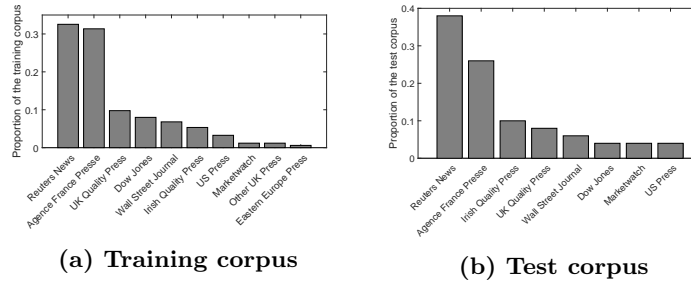 Proportion of the training corpus
0.3
0.2
0.1
0
Reuters News
Agence France Presse
UK Quality Press
Dow Jones
Wall Street Journal
Irish Quality Press
US Press
Marketwatch
Other UK Press
Eastern Europe Press
(a) Training corpus
Proportion of the test corpus
0.4
0.3
0.2
0.1
0
Reuters News
Agence France Presse
Irish Quality Press
UK Quality Press
Wall Street Journal
Dow Jones
Marketwatch
US Press
(b) Test corpus